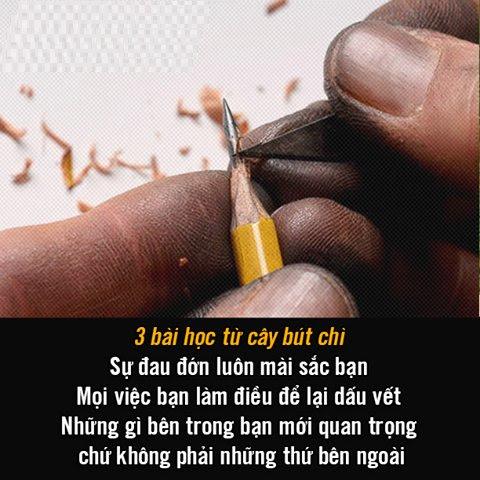 3 bài học từ cây bút chì
Sự đau đớn luôn mài sắc bạn
Mọi việc bạn làm điều để lại dấu vết
Những gì bên trong bạn mới quan trọng
chứ không phải những thứ bên ngoài